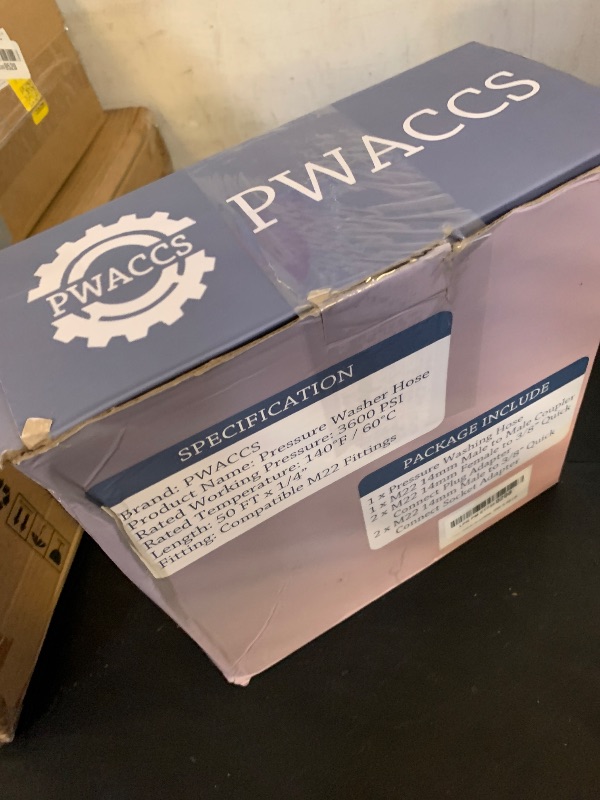 PWACCS
PWACCS
SPECIFICATION
Brand: PWACCS
Product Name: Pressure Washer Hose
Rated Working Pressure: 3600 PSI
Rated Temperature: 140°F / 60°C
Length: 50 FT x 1/4"
Fitting: Compatible M22 Fittings
PACKAGE INCLUDE
1 x Pressure Washing Hose
1 x M22 14mm Male to Male Coupler
2 x M22 14mm Female to 3/8" Quick
Connect Plug Adapter
2 x M22 14mm Male to 3/8" Quick
Connect Socket Adapter